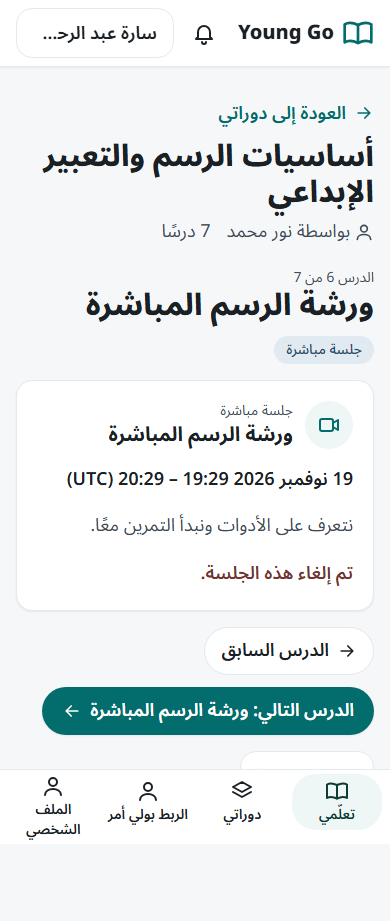 Young Go
سارة عبد الرحـ...
العودة إلى دوراتي
أساسيات الرسم والتعبير
الإبداعي
بواسطة نور محمد 7 درسًا
الدرس 6 من 7
ورشة الرسم المباشرة
جلسة مباشرة
جلسة مباشرة
ورشة الرسم المباشرة
19 نوفمبر 2026 19:29 – 20:29 (UTC)
نتعرف على الأدوات ونبدأ التمرين معًا.
تم إلغاء هذه الجلسة.
الدرس السابق
الدرس التالي: ورشة الرسم المباشرة
تعلّمي
دوراتي
الربط بولي أمر
الملف
الشخصي